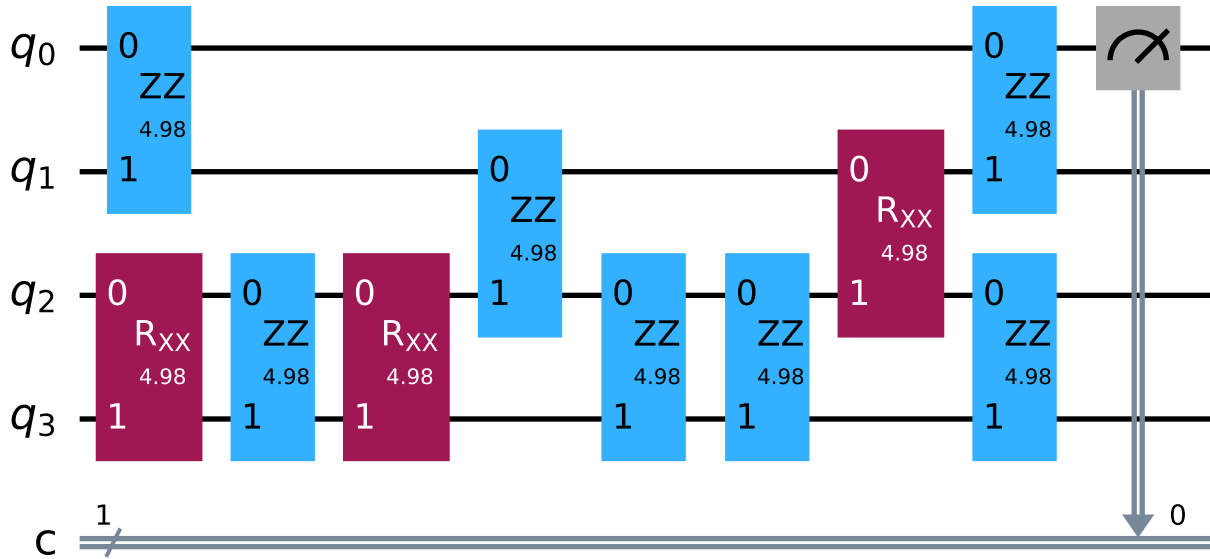 q0 0 ZZ 4.98 1 0 ZZ 4.98 1
q1 0 ZZ 4.98 1 0 RXX 4.98 1
q2 0 RXX 4.98 1 0 ZZ 4.98 1 0 RXX 4.98 1 0 ZZ 4.98 1 0 ZZ 4.98 1 0 ZZ 4.98 1
q3
c 1 0